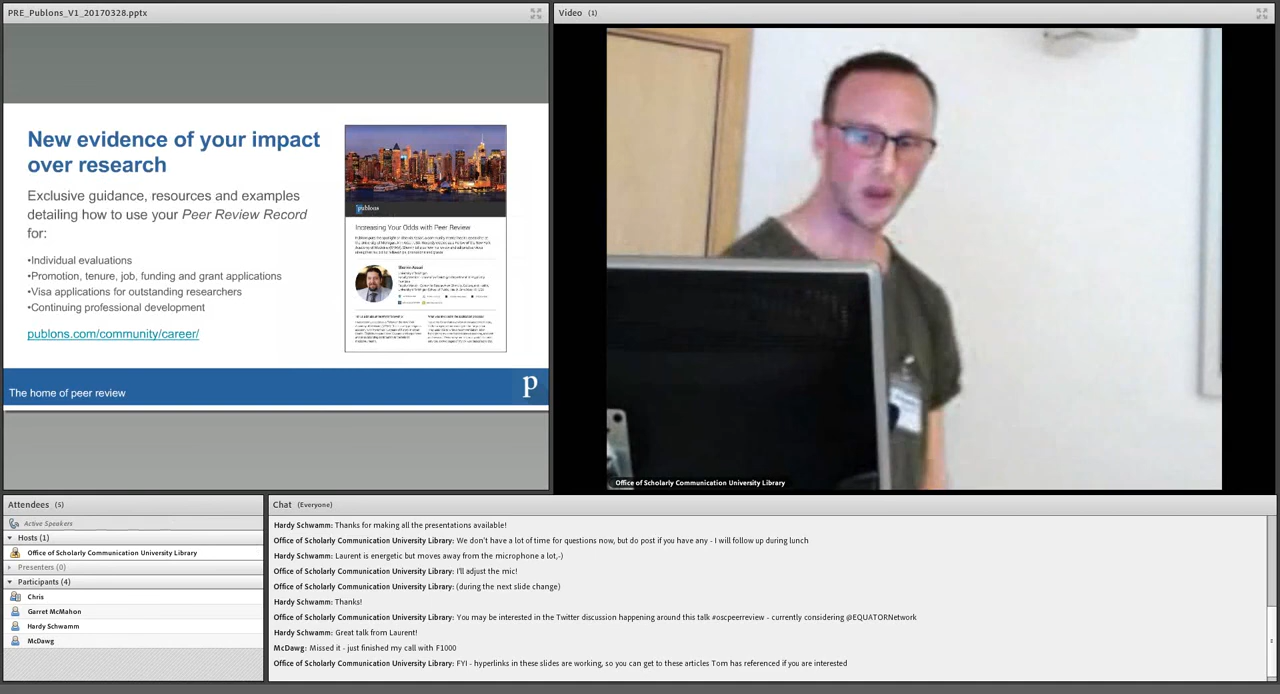 PRE_Publons_V1_20170328.pptx
New evidence of your impact
over research
Exclusive guidance, resources and examples
detailing how to use your Peer Review Record
for:
•Individual evaluations
•Promotion, tenure, job, funding and grant applications
•Visa applications for outstanding researchers
•Continuing professional development
publons.com/community/career/
publons
Increasing Your Odds with Peer Review
The home of peer review
p
Video (1)
Office of Scholarly Communication University Library
Attendees (5)
Active Speakers
Hosts (1)
Office of Scholarly Communication University Library
Presenters (0)
Participants (4)
Chris
Garret McMahon
Hardy Schwamm
McDawg
Chat (Everyone)
Hardy Schwamm: Thanks for making all the presentations available!
Office of Scholarly Communication University Library: We don't have a lot of time for questions now, but do post if you have any - I will follow up during lunch
Hardy Schwamm: Laurent is energetic but moves away from the microphone a lot,-)
Office of Scholarly Communication University Library: I'll adjust the mic!
Office of Scholarly Communication University Library: (during the next slide change)
Hardy Schwamm: Thanks!
Office of Scholarly Communication University Library: You may be interested in the Twitter discussion happening around this talk #oscpeerreview - currently considering @EQUATORNetwork
Hardy Schwamm: Great talk from Laurent!
McDawg: Missed it - just finished my call with F1000
Office of Scholarly Communication University Library: FYI - hyperlinks in these slides are working, so you can get to these articles Tom has referenced if you are interested